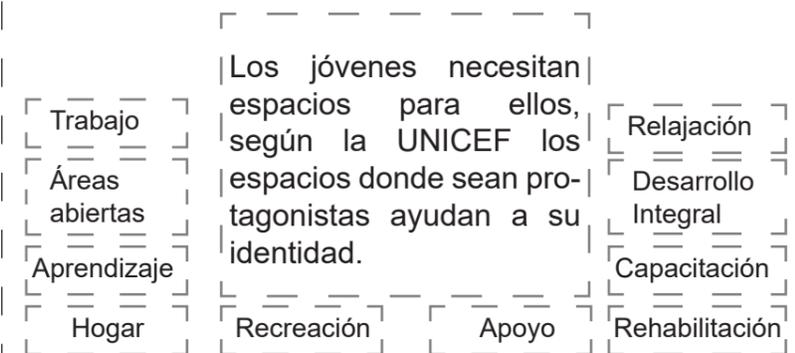 Los jóvenes necesitan
espacios para ellos,
según la UNICEF los
espacios donde sean pro-
tagonistas ayudan a su
identidad.
Trabajo
Áreas
abiertas
Aprendizaje
Hogar
Recreación
Apoyo
Relajación
Desarrollo
Integral
Capacitación
Rehabilitación